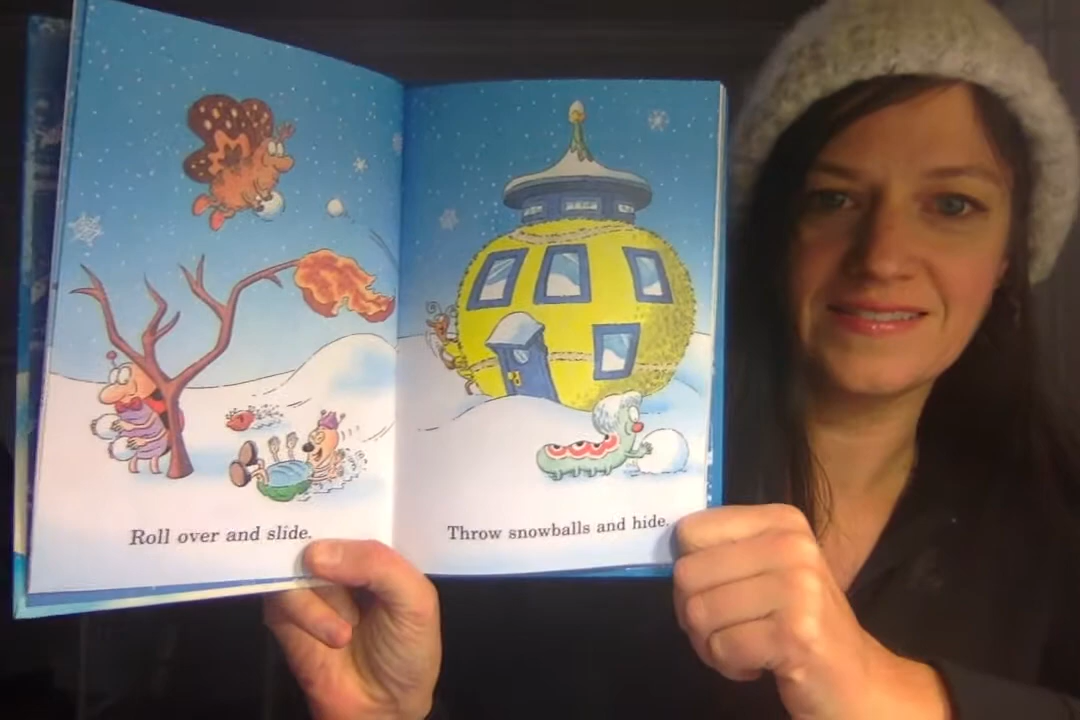 Roll over and slide.
Throw snowballs and hide.